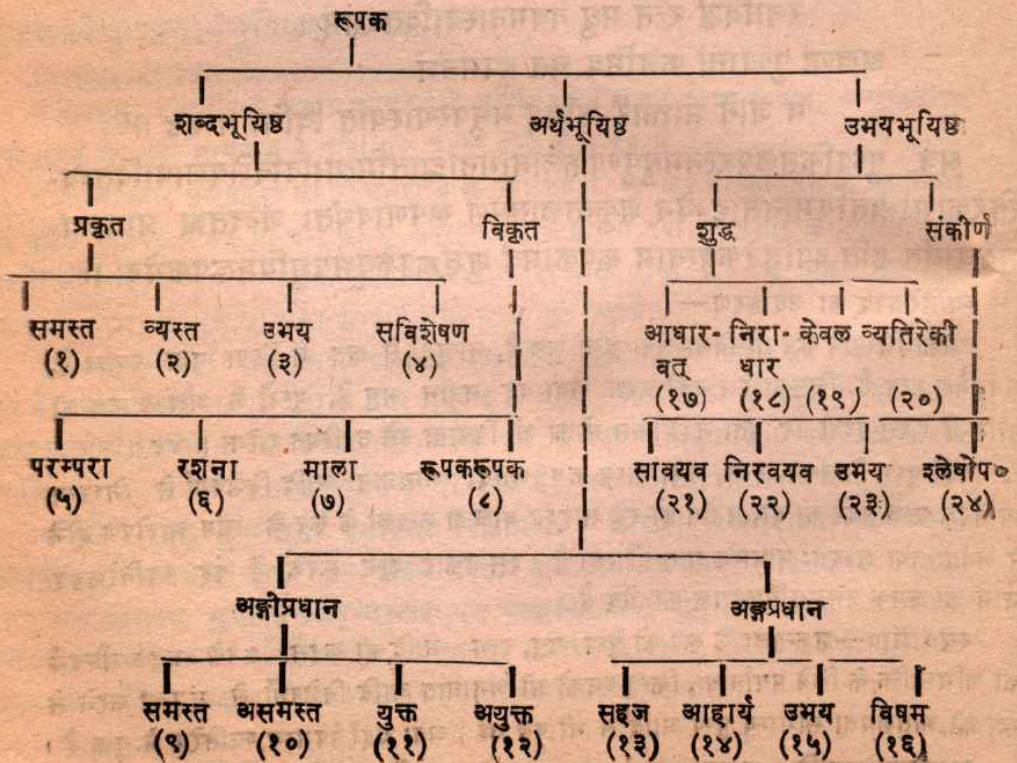 रूपक
शब्दभूयिष्ठ अर्थभूयिष्ठ उभयभूयिष्ठ
प्रकृत विकृत शुद्ध संकीर्ण
समस्त व्यस्त उभय सविशेषण
(१) (२) (३) (४)
आधार- निरा- केवल व्यतिरेकी
वत् धार
(१७) (१८) (१९) (२०)
परम्परा रशना माला रूपकरूपक
(५) (६) (७) (८)
सावयव निरवयव उभय श्लेषोप०
(२१) (२२) (२३) (२४)
अङ्गीप्रधान अङ्गप्रधान
समस्त असमस्त युक्त अयुक्त सहज आहार्य उभय विषम
(९) (१०) (११) (१२) (१३) (१४) (१५) (१६)